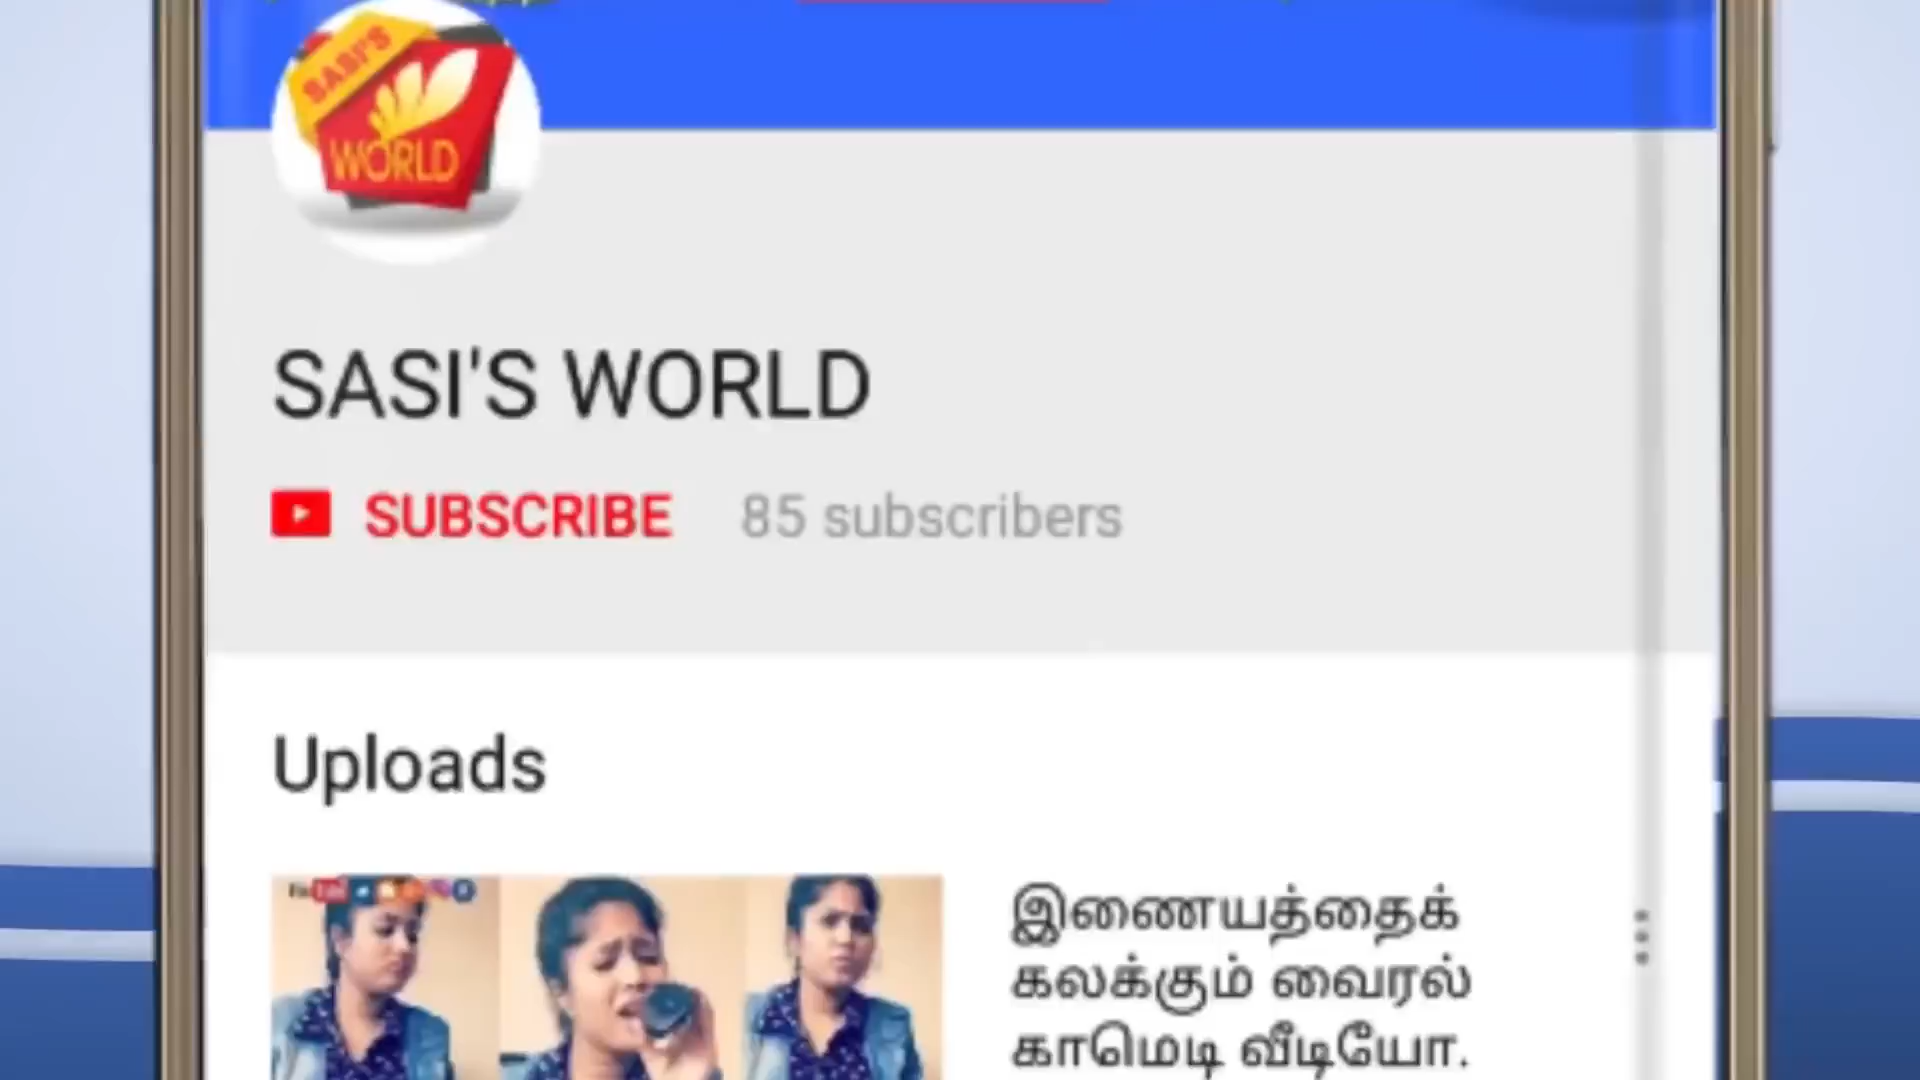 SASI'S
WORLD
SASI'S WORLD
SUBSCRIBE 85 subscribers
Uploads
இணையத்தைக்
கலக்கும் வைரல்
காமெடி வீடியோ.